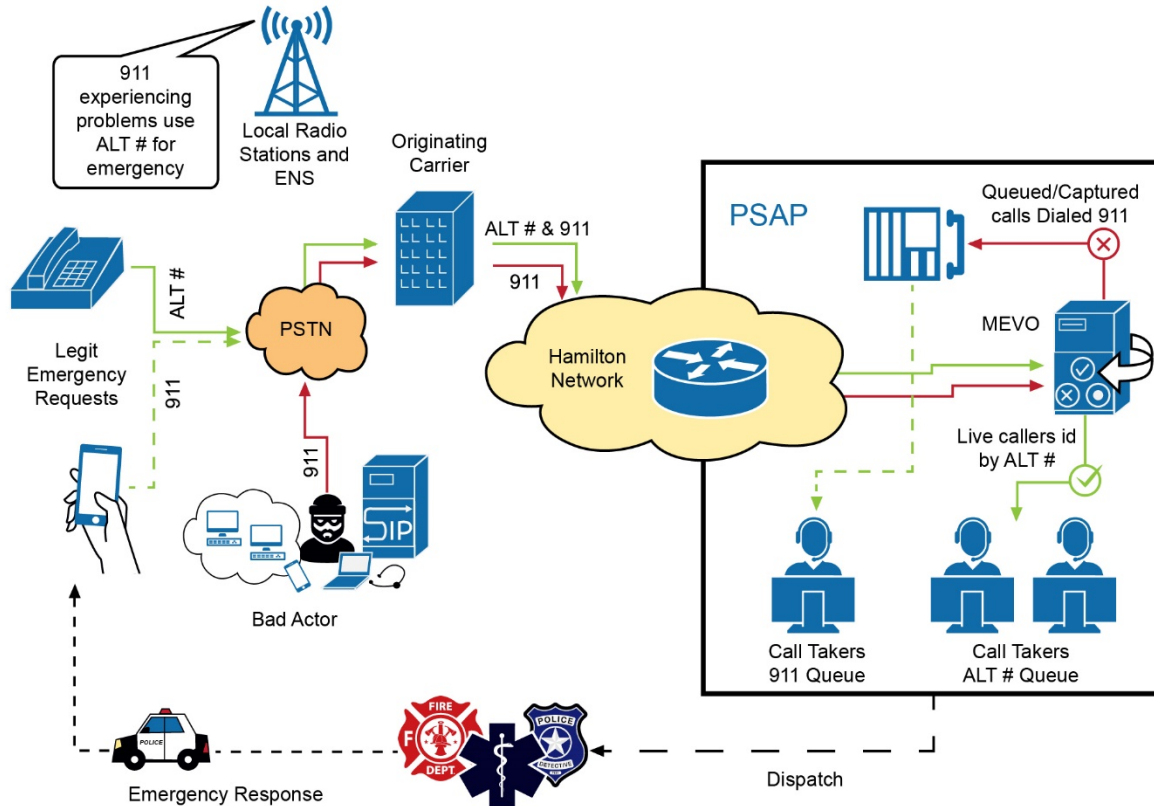 911
experiencing
problems use
ALT # for
emergency
Local Radio
Stations and
ENS
Originating
Carrier
ALT # & 911
911
PSAP
Queued/Captured
calls Dialed 911
MEVO
ALT #
PSTN
Hamilton
Network
Legit
Emergency
Requests
911
911
SIP
Bad Actor
Live callers id
by ALT #
Call Takers
911 Queue
Call Takers
ALT # Queue
POLICE
Emergency Response
FIRE
F
DEPT.
POLICE
DETECTIVE
Dispatch